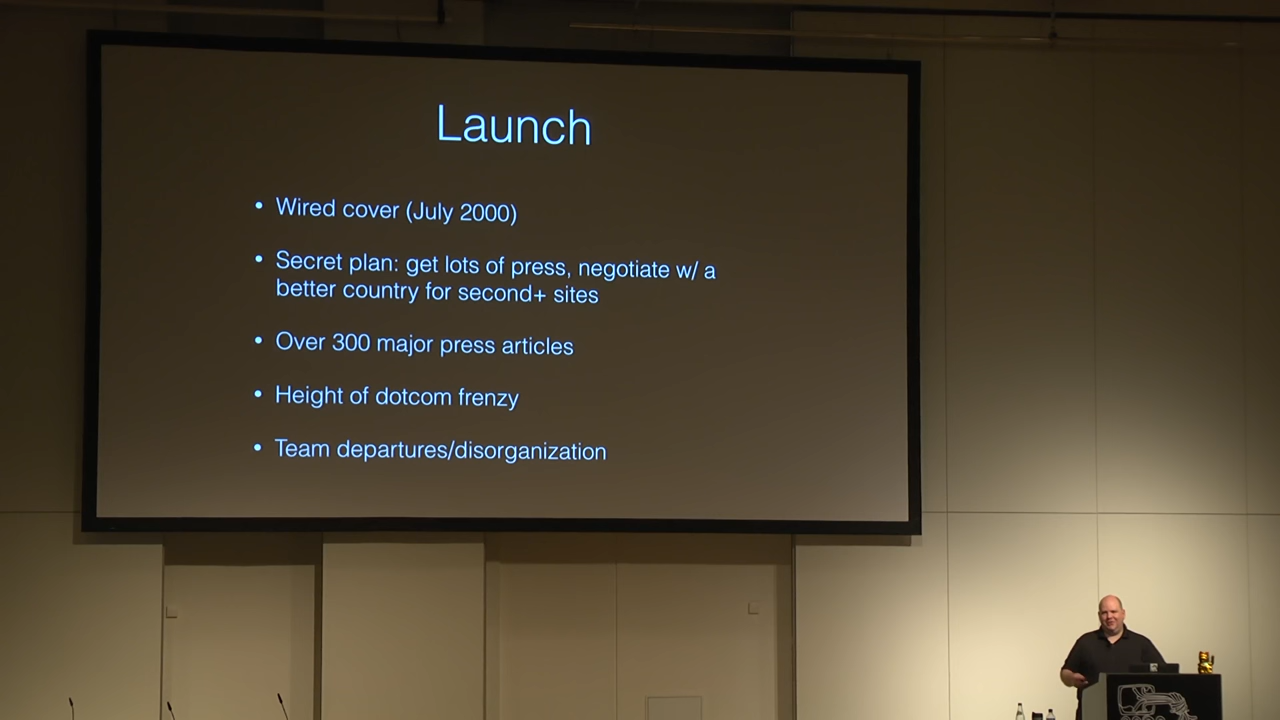 Launch
• Wired cover (July 2000)
• Secret plan: get lots of press, negotiate w/ a
better country for second+ sites
• Over 300 major press articles
• Height of dotcom frenzy
• Team departures/disorganization